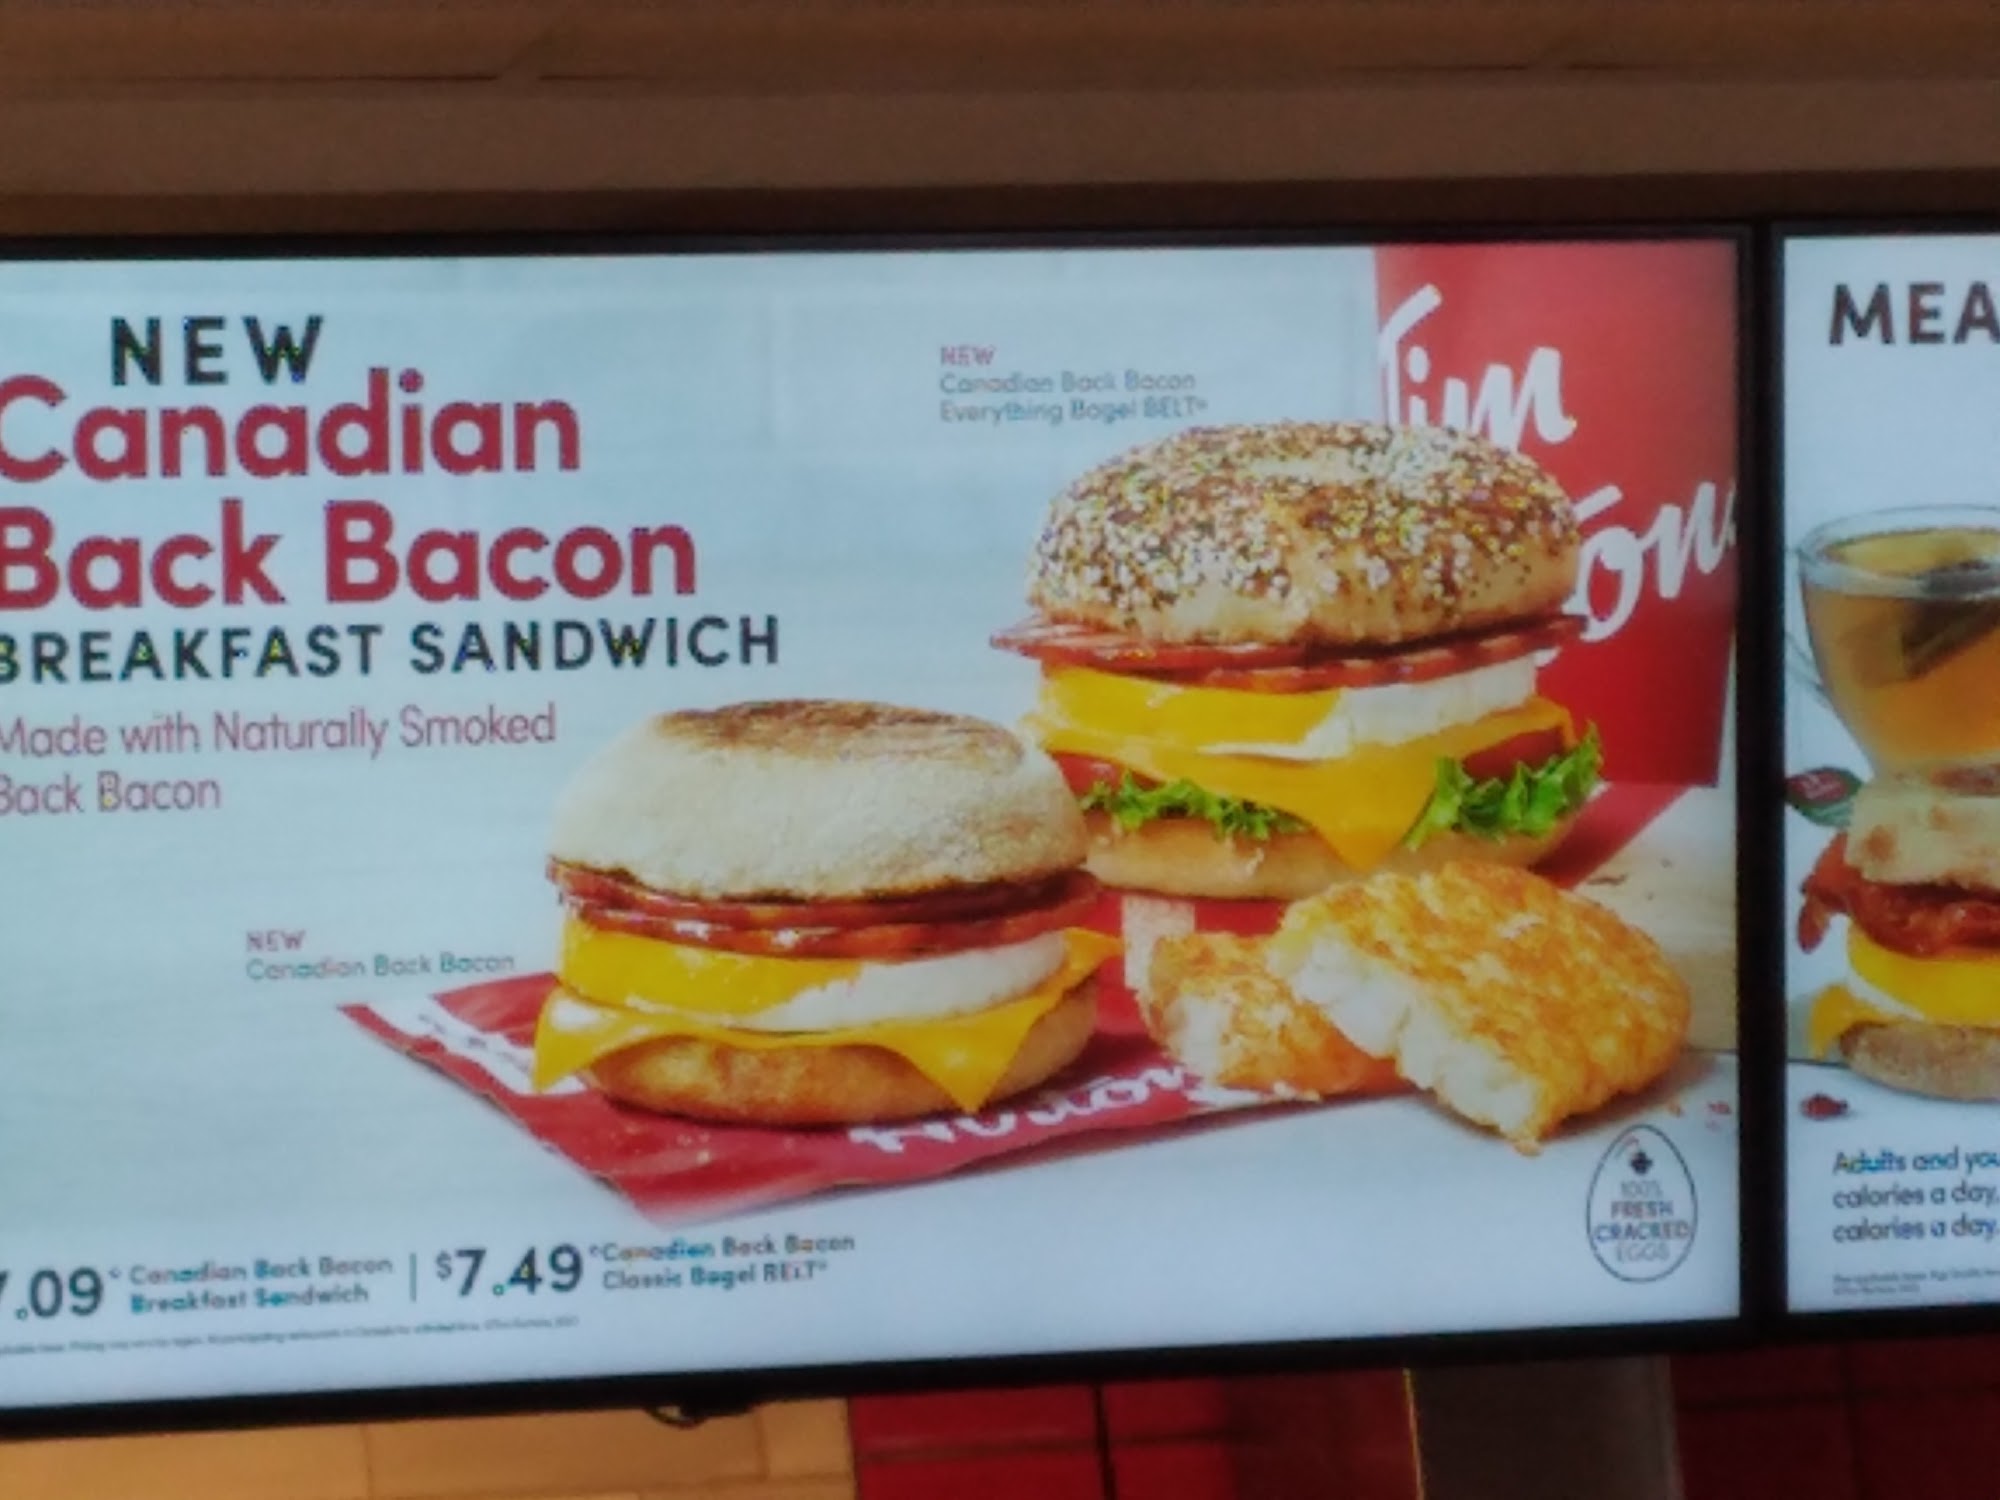 NEW
Canadian
Back Bacon
BREAKFAST SANDWICH
Made with Naturally Smoked
Back Bacon
NEW
Canadian Back Bacon
Everything Bagel BELT®
Tim
NEW
Canadian Back Bacon
100%
FRESH
CRACKED
EGGS
.09 Canadian Back Bacon
Breakfast Sandwich
$7.49 Canadian Back Bacon
Classic Bagel BELT®
MEA
Adults and you
calories a day,
calories a day.